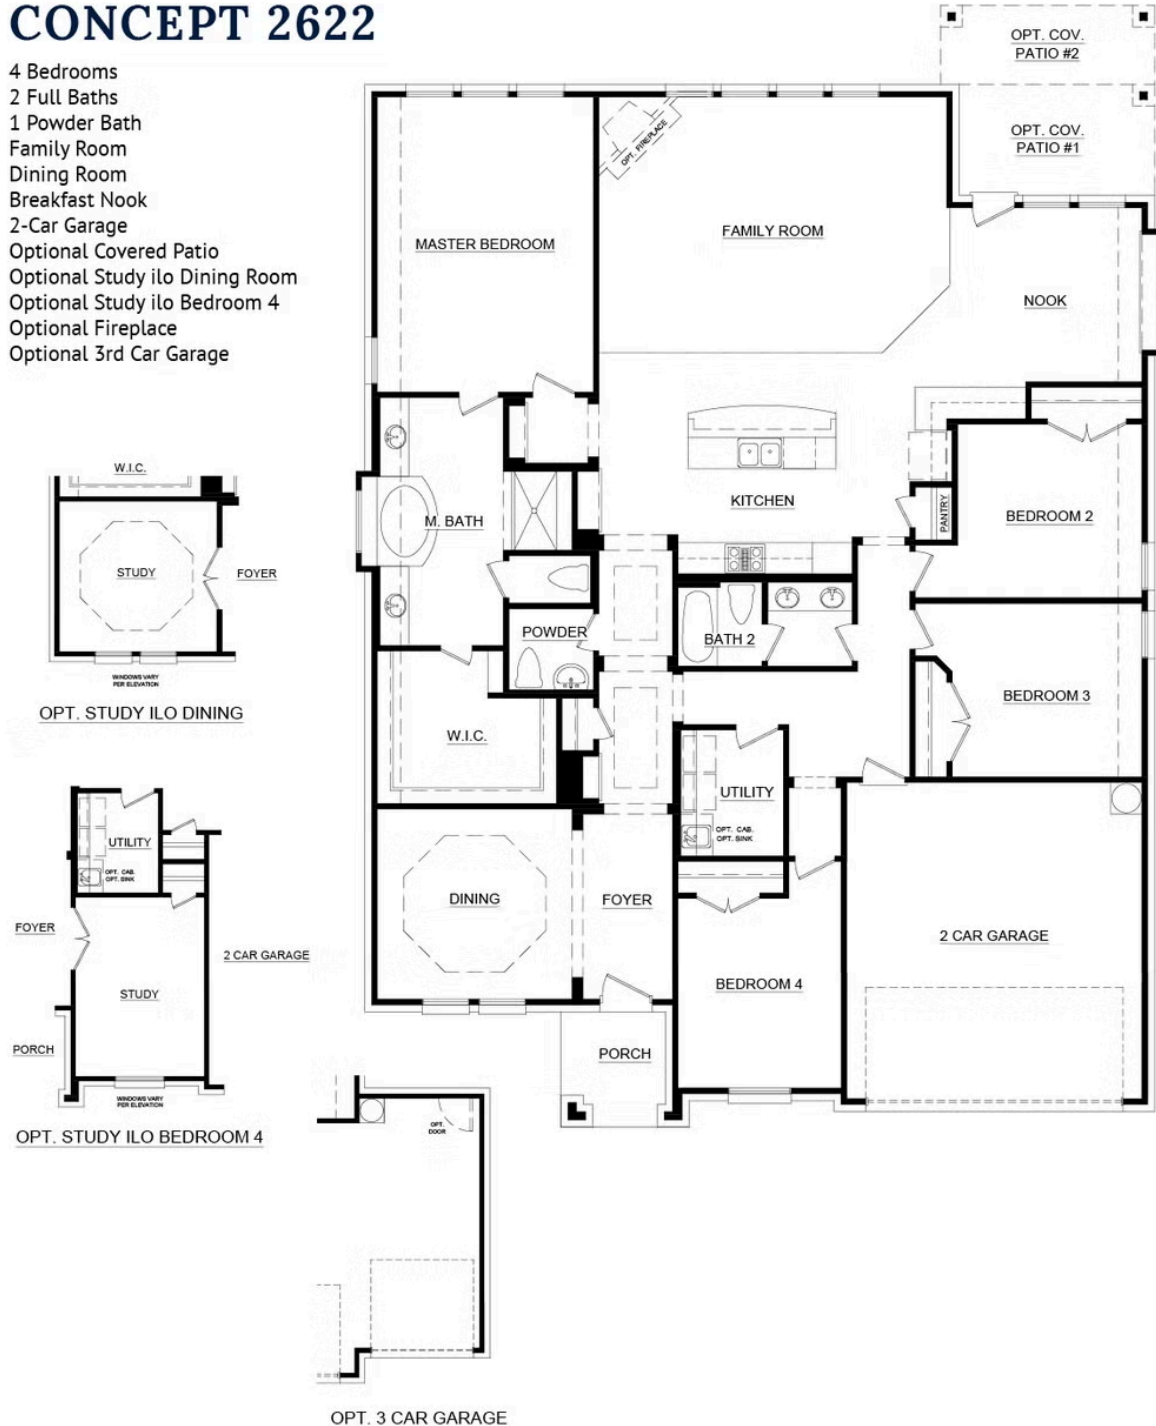 CONCEPT 2622
4 Bedrooms
2 Full Baths
1 Powder Bath
Family Room
Dining Room
Breakfast Nook
2-Car Garage
Optional Covered Patio
Optional Study ilo Dining Room
Optional Study ilo Bedroom 4
Optional Fireplace
Optional 3rd Car Garage
OPT. COV.
PATIO #2
OPT. COV.
PATIO #1
OPT. FIREPLACE
MASTER BEDROOM
FAMILY ROOM
NOOK
KITCHEN
PANTRY
BEDROOM 2
M. BATH
POWDER
BATH 2
BEDROOM 3
W.I.C.
UTILITY
OPT. CAB.
OPT. SINK
DINING
FOYER
BEDROOM 4
2 CAR GARAGE
PORCH
W.I.C.
STUDY
FOYER
WINDOWS VARY
PER ELEVATION
OPT. STUDY ILO DINING
UTILITY
OPT. CAB.
OPT. SINK
FOYER
2 CAR GARAGE
STUDY
PORCH
WINDOWS VARY
PER ELEVATION
OPT. STUDY ILO BEDROOM 4
OPT.
DOOR
OPT. 3 CAR GARAGE